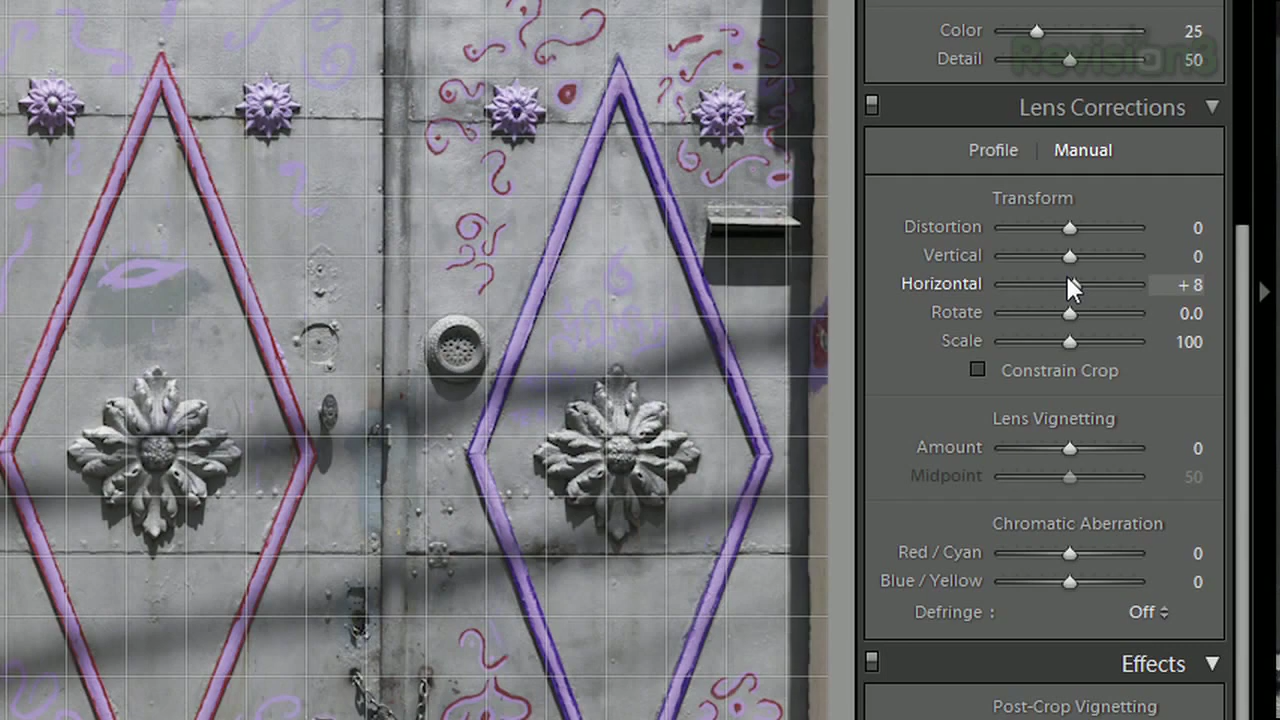 Color 25
Detail 50
Revision3
Lens Corrections
Profile | Manual
Transform
Distortion 0
Vertical 0
Horizontal + 8
Rotate 0.0
Scale 100
Constrain Crop
Lens Vignetting
Amount 0
Midpoint 50
Chromatic Aberration
Red / Cyan 0
Blue / Yellow 0
Defringe : Off
Effects
Post-Crop Vignetting